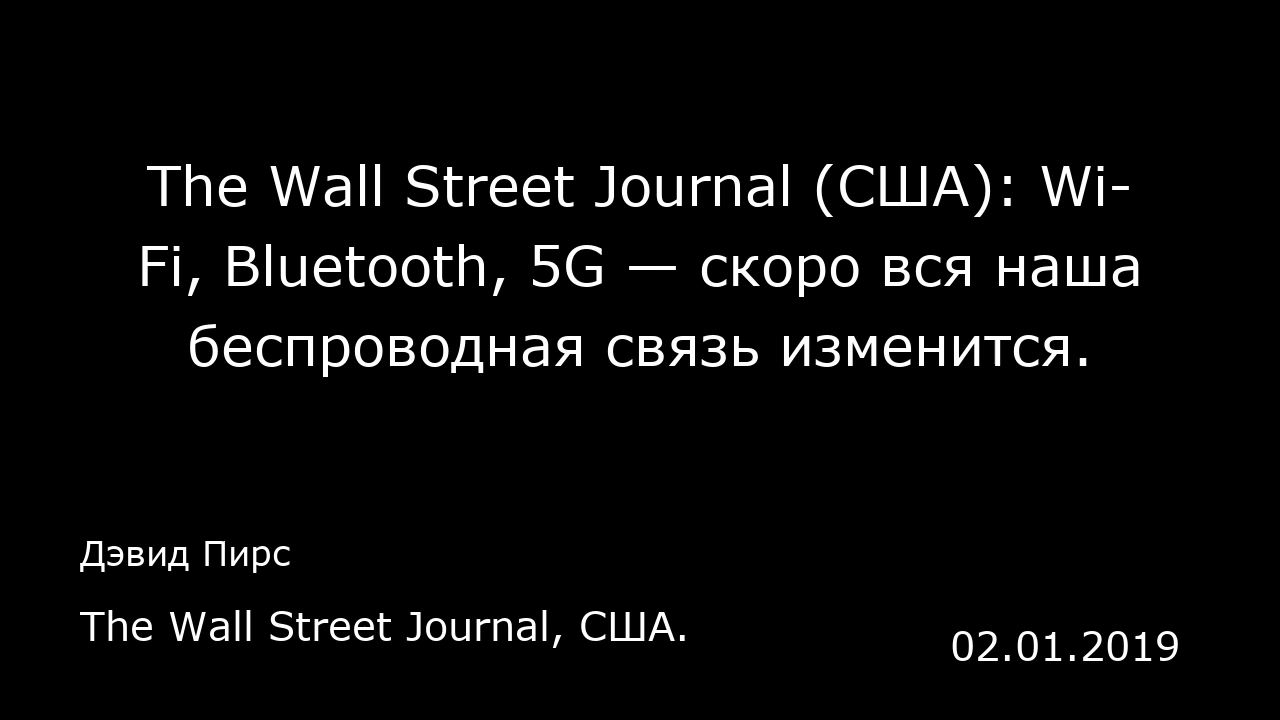 The Wall Street Journal (США): Wi-
Fi, Bluetooth, 5G — скоро вся наша
беспроводная связь изменится.
Дэвид Пирс
The Wall Street Journal, США.
02.01.2019